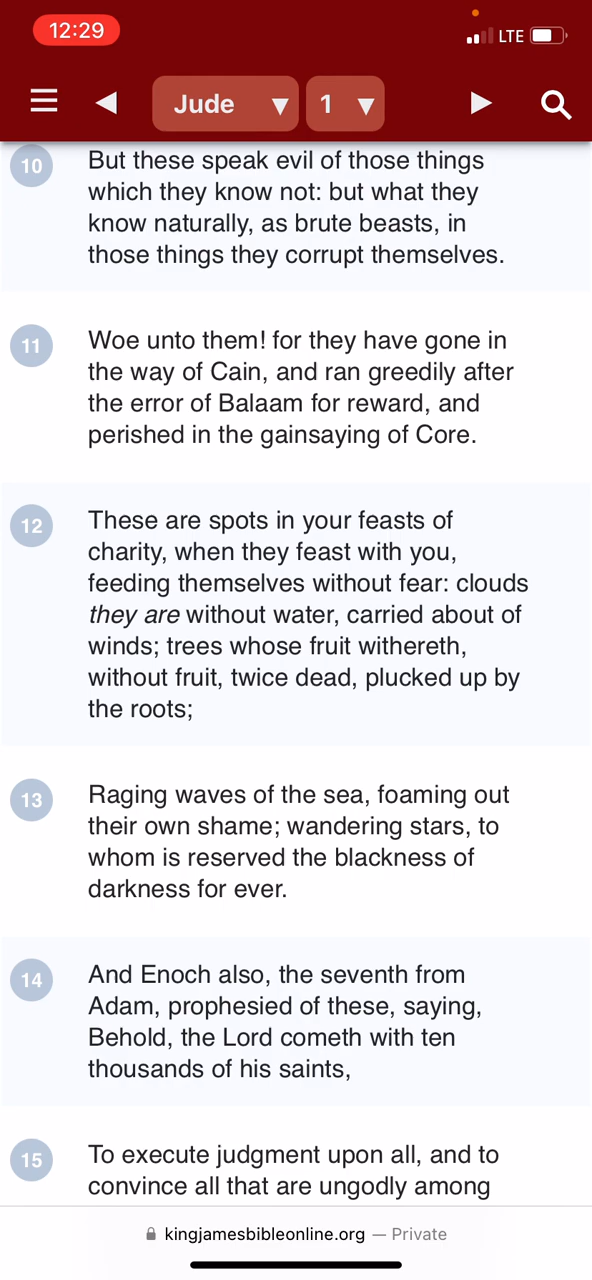 12:29
LTE
Jude ▼ 1 ▼
10 But these speak evil of those things
which they know not: but what they
know naturally, as brute beasts, in
those things they corrupt themselves.
11 Woe unto them! for they have gone in
the way of Cain, and ran greedily after
the error of Balaam for reward, and
perished in the gainsaying of Core.
12 These are spots in your feasts of
charity, when they feast with you,
feeding themselves without fear: clouds
they are without water, carried about of
winds; trees whose fruit withereth,
without fruit, twice dead, plucked up by
the roots;
13 Raging waves of the sea, foaming out
their own shame; wandering stars, to
whom is reserved the blackness of
darkness for ever.
14 And Enoch also, the seventh from
Adam, prophesied of these, saying,
Behold, the Lord cometh with ten
thousands of his saints,
15 To execute judgment upon all, and to
convince all that are ungodly among
kingjamesbibleonline.org — Private